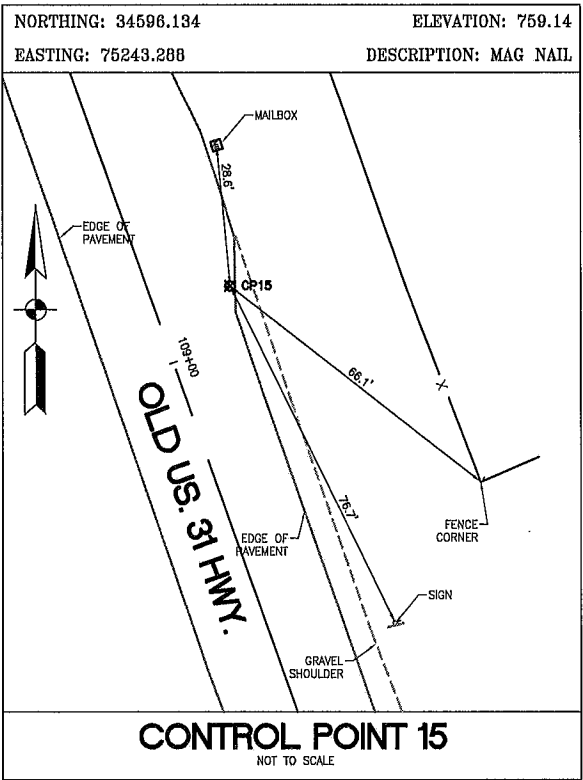 NORTHING: 34596.134
ELEVATION: 759.14
EASTING: 75243.288
DESCRIPTION: MAG NAIL
MAILBOX
28.6'
EDGE OF
PAVEMENT
CP15
109+00
66.1'
OLD US. 31 HWY.
76.7'
EDGE OF
PAVEMENT
FENCE
CORNER
SIGN
GRAVEL
SHOULDER
CONTROL POINT 15
NOT TO SCALE